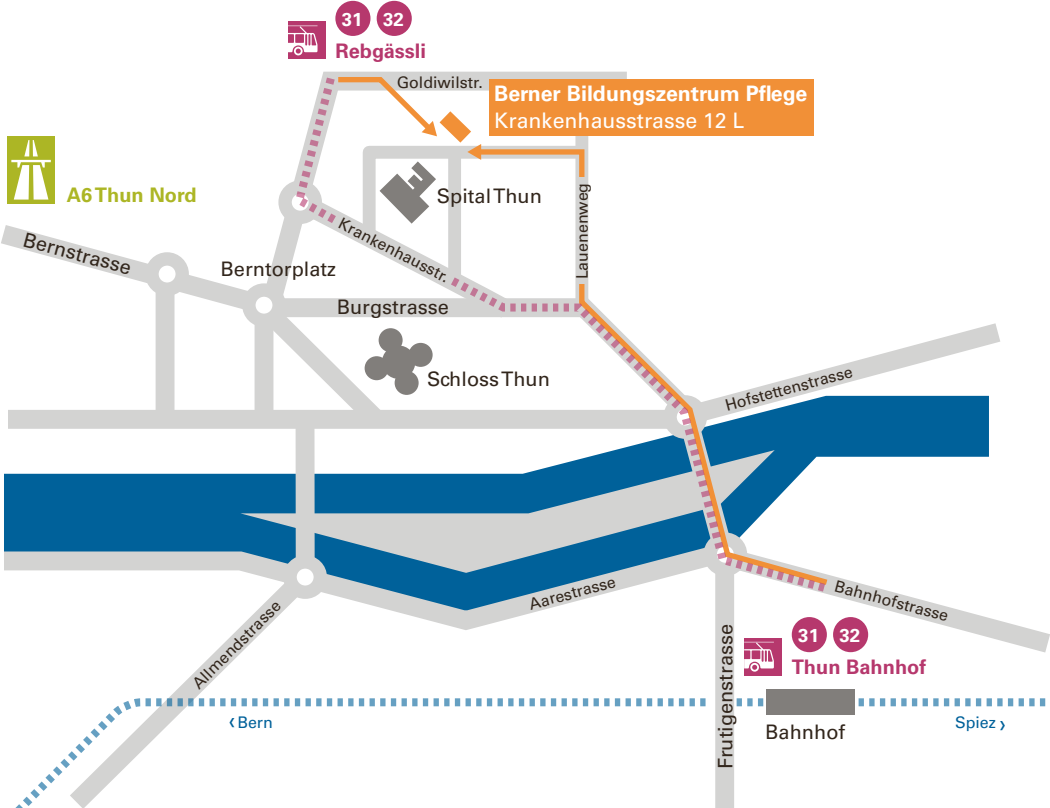 31 32
Rebgässli
Goldiwilstr.
Berner Bildungszentrum Pflege
Krankenhausstrasse 12 L
A6 Thun Nord
Spital Thun
Lauenenweg
Krankenhausstr.
Bernstrasse
Berntorplatz
Burgstrasse
Schloss Thun
Hofstettenstrasse
Aarestrasse
Bahnhofstrasse
Allmendstrasse
Frutigenstrasse
31 32
Thun Bahnhof
‹ Bern
Spiez ›
Bahnhof